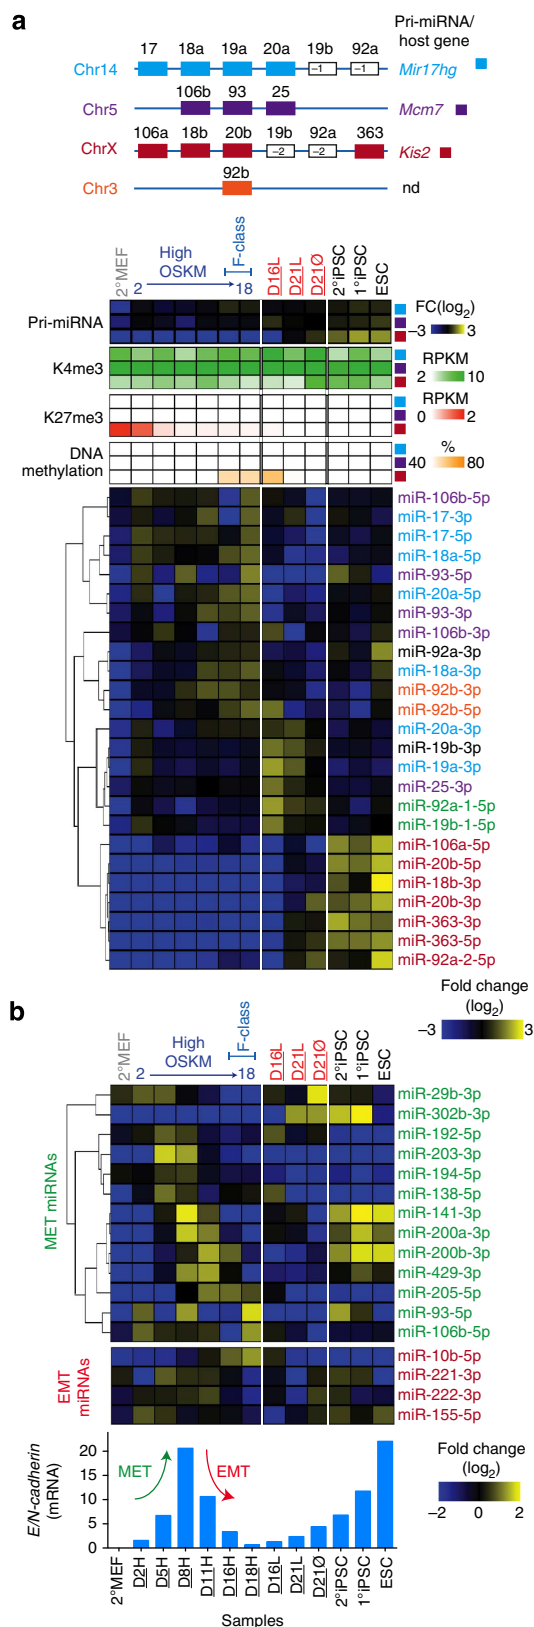 a
Pri-miRNA/
host gene
17 18a 19a 20a 19b 92a
Chr14 –1 –1 Mir17hg
106b 93 25
Chr5 Mcm7
106a 18b 20b 19b 92a 363
ChrX –2 –2 Kis2
92b
Chr3 nd
2°MEF
2
High
OSKM
F-class
18
D16L
D21L
D21Ø
2°iPSC
1°iPSC
ESC
Pri-miRNA
FC(log2)
–3 3
K4me3
RPKM
2 10
K27me3
RPKM
0 2
DNA
methylation
%
40 80
miR-106b-5p
miR-17-3p
miR-17-5p
miR-18a-5p
miR-93-5p
miR-20a-5p
miR-93-3p
miR-106b-3p
miR-92a-3p
miR-18a-3p
miR-92b-3p
miR-92b-5p
miR-20a-3p
miR-19b-3p
miR-19a-3p
miR-25-3p
miR-92a-1-5p
miR-19b-1-5p
miR-106a-5p
miR-20b-5p
miR-18b-3p
miR-20b-3p
miR-363-3p
miR-363-5p
miR-92a-2-5p
Fold change
(log2)
–3 3
b
2°MEF
2
High
OSKM
F-class
18
D16L
D21L
D21Ø
2°iPSC
1°iPSC
ESC
MET miRNAs
miR-29b-3p
miR-302b-3p
miR-192-5p
miR-203-3p
miR-194-5p
miR-138-5p
miR-141-3p
miR-200a-3p
miR-200b-3p
miR-429-3p
miR-205-5p
miR-93-5p
miR-106b-5p
EMT
miRNAs
miR-10b-5p
miR-221-3p
miR-222-3p
miR-155-5p
E/N-cadherin
(mRNA)
20
15
10
5
0
MET
EMT
Fold change
(log2)
–2 0 2
2°MEF
D2H
D5H
D8H
D11H
D16H
D18H
D16L
D21L
D21Ø
2°iPSC
1°iPSC
ESC
Samples